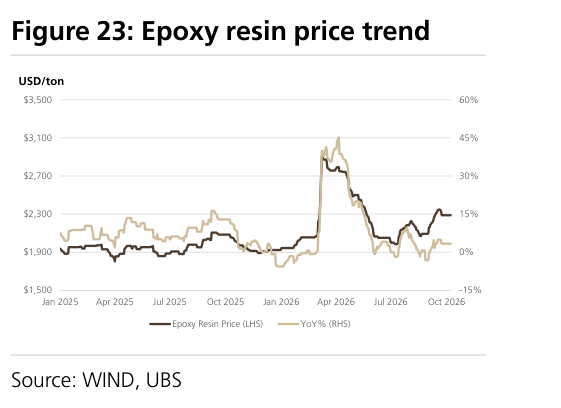 Figure 23: Epoxy resin price trend
USD/ton
$3,500 60%
$3,100 45%
$2,700 30%
$2,300 15%
$1,900 0%
$1,500 -15%
Jan 2025 Apr 2025 Jul 2025 Oct 2025 Jan 2026 Apr 2026 Jul 2026 Oct 2026
Epoxy Resin Price (LHS) YoY% (RHS)
Source: WIND, UBS